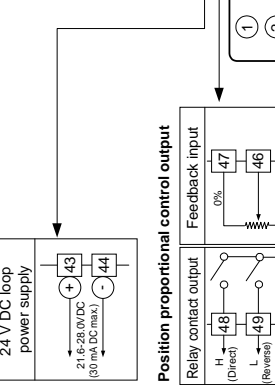 24 V DC loop
power supply
43
+
44
-
21.6-28.0V DC
(30 mA DC max.)
Position proportional control output
Relay contact output
Feedback input
48
H
(Direct)
49
L
(Reverse)
47
0%
46
1